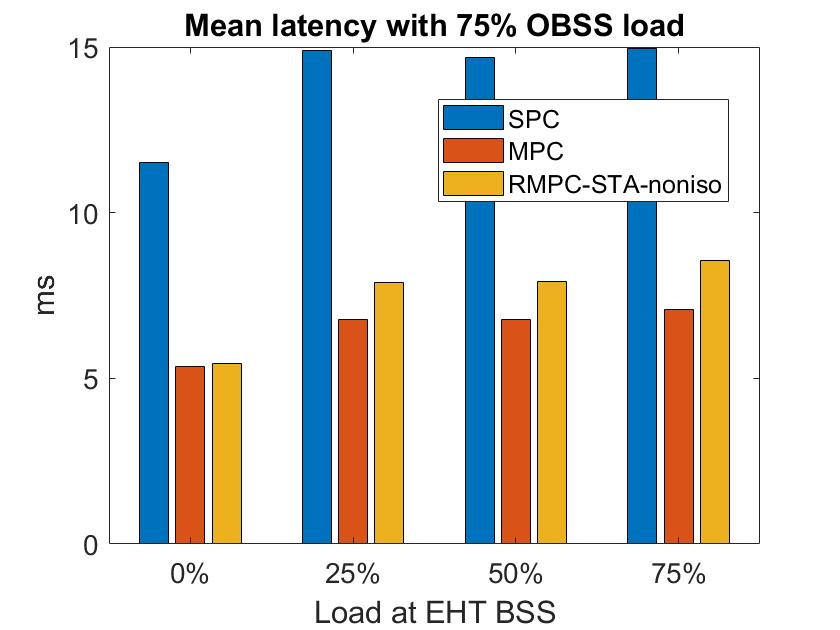 Mean latency with 75% OBSS load
15
10
5
0
ms
SPC
MPC
RMPC-STA-noniso
0% 25% 50% 75%
Load at EHT BSS